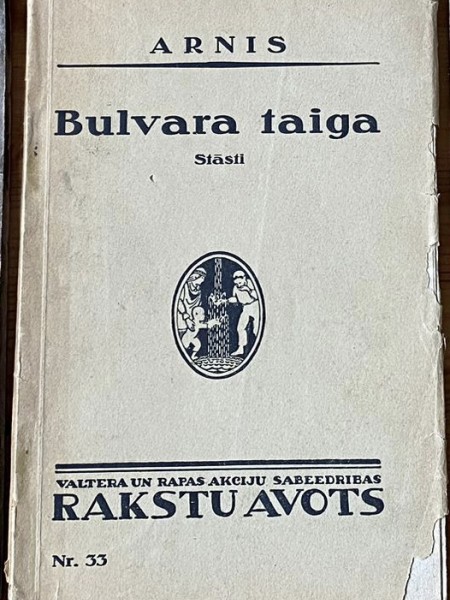 ARNIS
Bulvara taiga
Stāsti
VALTERA UN RAPAS AKCIJU SABEEDRIBAS
RAKSTU AVOTS
Nr. 33